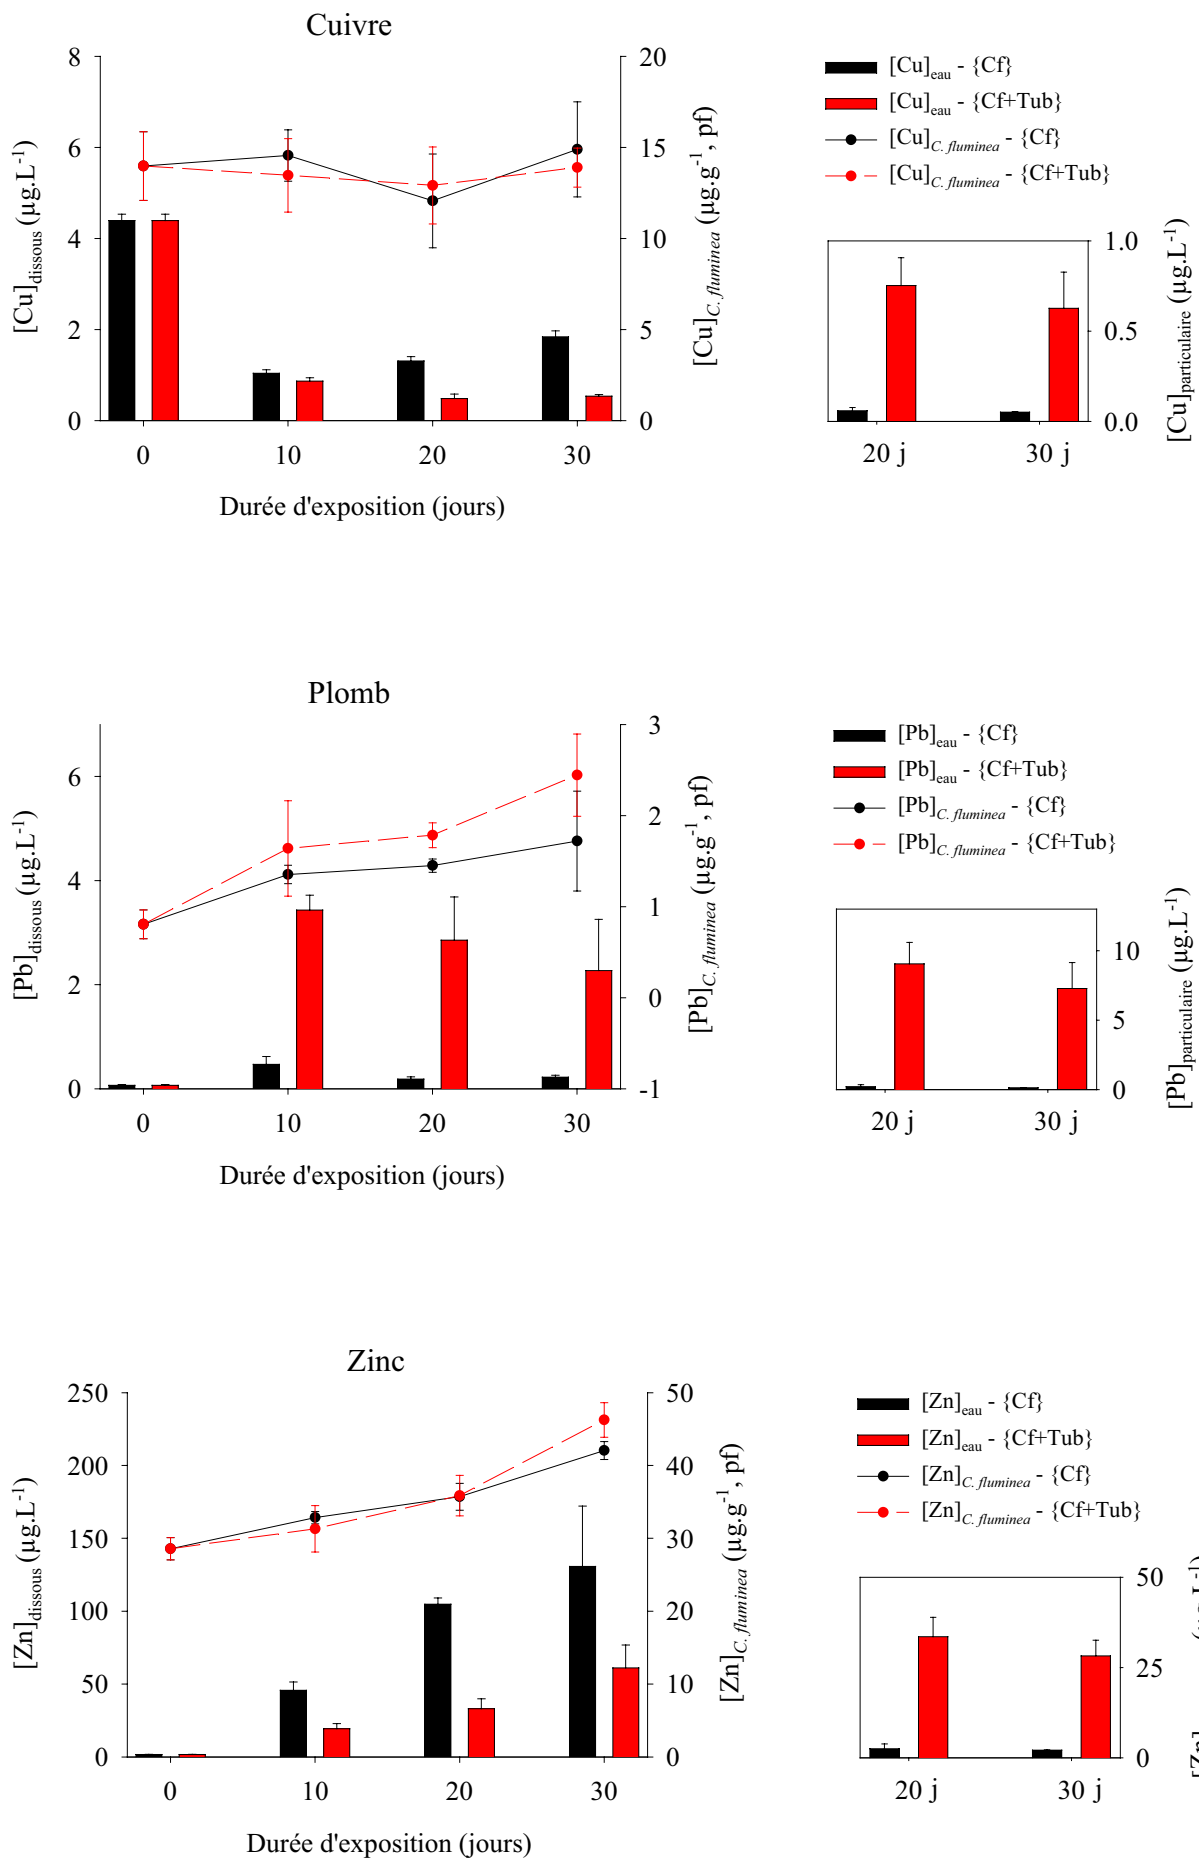 Cuivre
[Cu]dissous (µg.L-1)
8
6
4
2
0
20
15
10
5
0
[Cu]C. fluminea (µg.g-1, pf)
0
10
20
30
Durée d'exposition (jours)
[Cu]eau - {Cf}
[Cu]eau - {Cf+Tub}
[Cu]C. fluminea - {Cf}
[Cu]C. fluminea - {Cf+Tub}
1.0
0.5
0.0
[Cu]particulaire (µg.L-1)
20 j
30 j
Plomb
[Pb]dissous (µg.L-1)
6
4
2
0
3
2
1
0
-1
[Pb]C. fluminea (µg.g-1, pf)
0
10
20
30
Durée d'exposition (jours)
[Pb]eau - {Cf}
[Pb]eau - {Cf+Tub}
[Pb]C. fluminea - {Cf}
[Pb]C. fluminea - {Cf+Tub}
10
5
0
[Pb]particulaire (µg.L-1)
20 j
30 j
Zinc
[Zn]dissous (µg.L-1)
250
200
150
100
50
0
50
40
30
20
10
0
[Zn]C. fluminea (µg.g-1, pf)
0
10
20
30
Durée d'exposition (jours)
[Zn]eau - {Cf}
[Zn]eau - {Cf+Tub}
[Zn]C. fluminea - {Cf}
[Zn]C. fluminea - {Cf+Tub}
50
25
0
[Zn] (µg.L-1)
20 j
30 j